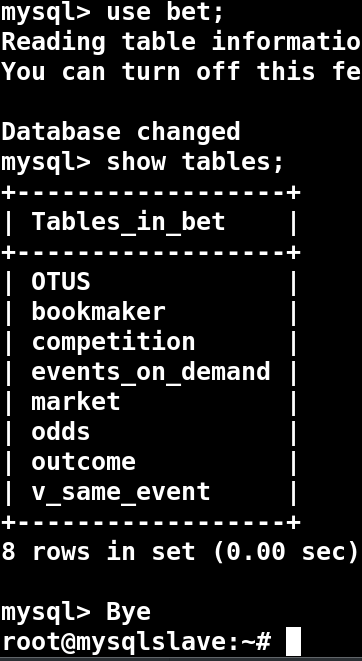 mysql> use bet;
Reading table informatio
You can turn off this fe
Database changed
mysql> show tables;
+------------------+
| Tables_in_bet    |
+------------------+
| OTUS             |
| bookmaker        |
| competition      |
| events_on_demand |
| market           |
| odds             |
| outcome          |
| v_same_event     |
+------------------+
8 rows in set (0.00 sec)
mysql> Bye
root@mysqlslave:~#